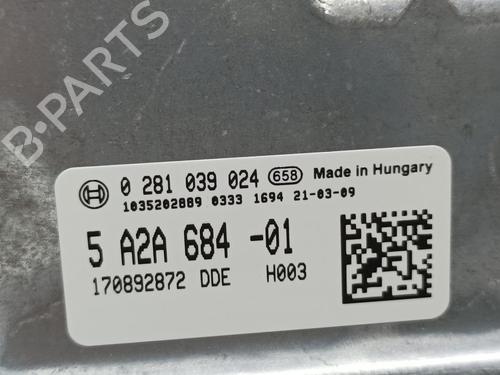 B-PARTS
0 281 039 024 658 Made in Hungary
1035202889 0333 1694 21-03-09
5 A2A 684 -01
170892872 DDE H003